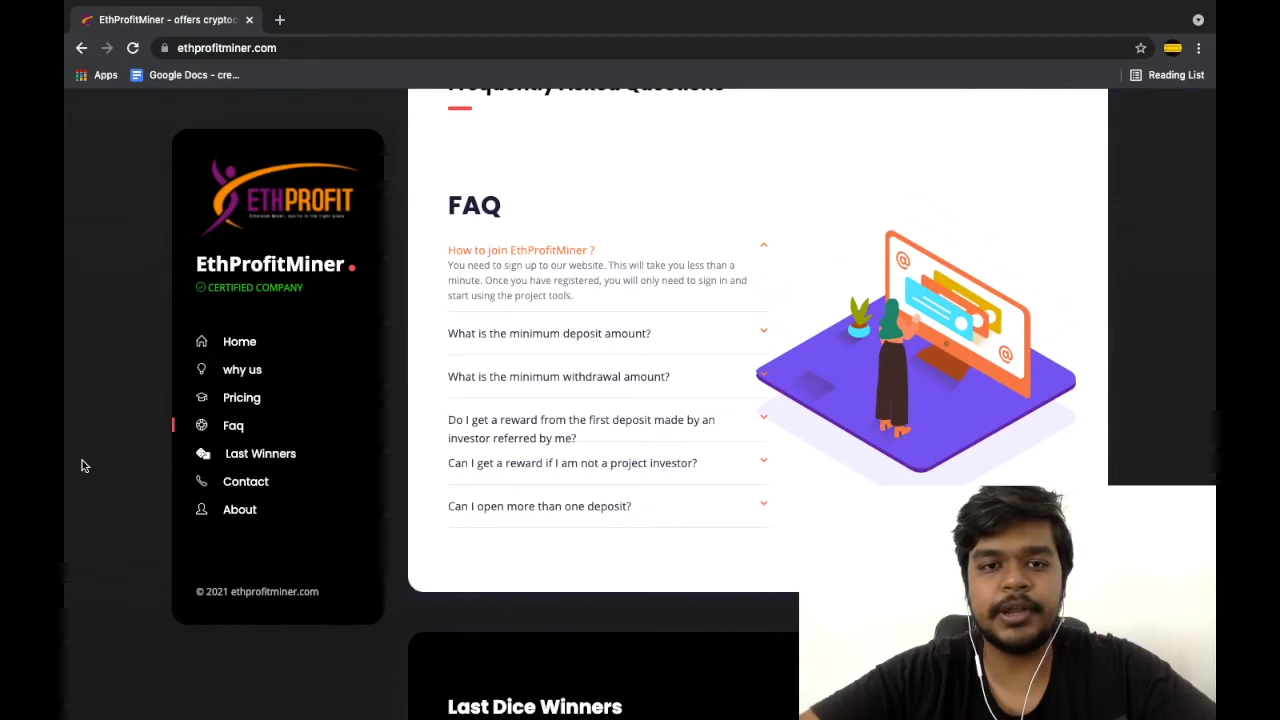 EthProfitMiner - offers cryptoc
ethprofitminer.com
Apps
Google Docs - cre...
Reading List
Frequently Asked Questions
ETHPROFIT
EthProfitMiner.
CERTIFIED COMPANY
Home
why us
Pricing
Faq
Last Winners
Contact
About
© 2021 ethprofitminer.com
FAQ
How to join EthProfitMiner ?
You need to sign up to our website. This will take you less than a
minute. Once you have registered, you will only need to sign in and
start using the project tools.
What is the minimum deposit amount?
What is the minimum withdrawal amount?
Do I get a reward from the first deposit made by an
investor referred by me?
Can I get a reward if I am not a project investor?
Can I open more than one deposit?
Last Dice Winners